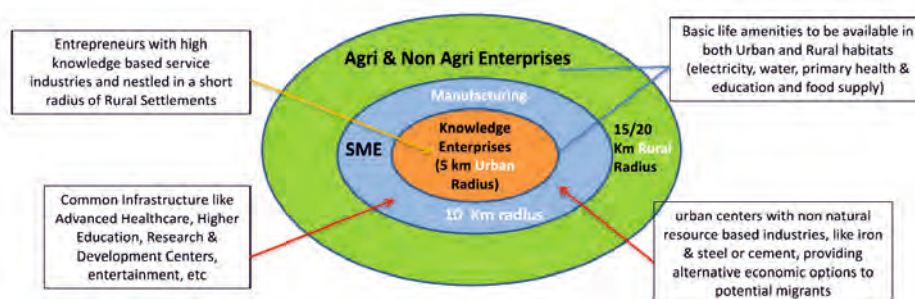 Entrepreneurs with high
knowledge based service
industries and nestled in a short
radius of Rural Settlements
Agri & Non Agri Enterprises
Basic life amenities to be available in
both Urban and Rural habitats
(electricity, water, primary health &
education and food supply)
Manufacturing
SME
Knowledge
Enterprises
(5 km Urban
Radius)
15/20
Km Rural
Radius
10 Km radius
Common Infrastructure like
Advanced Healthcare, Higher
Education, Research &
Development Centers,
entertainment, etc
urban centers with non natural
resource based industries, like iron
& steel or cement, providing
alternative economic options to
potential migrants